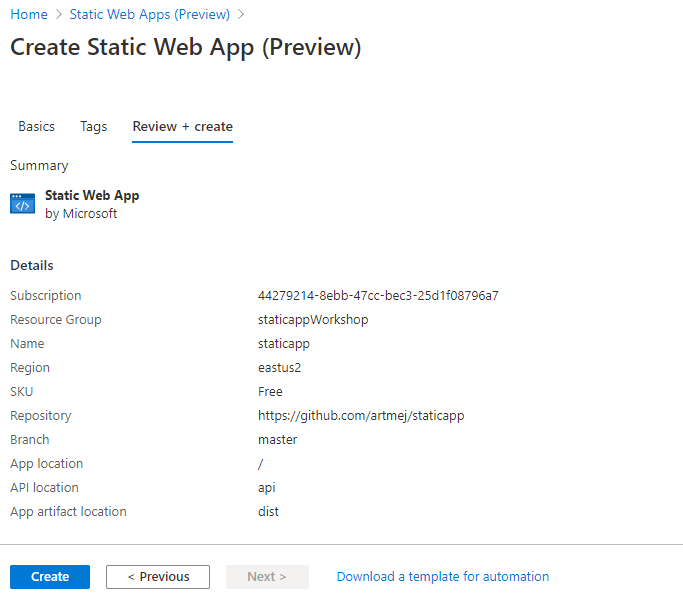 Home > Static Web Apps (Preview) >
Create Static Web App (Preview)
Basics Tags Review + create
Summary
</> Static Web App
by Microsoft
Details
Subscription 44279214-8ebb-47cc-bec3-25d1f08796a7
Resource Group staticappWorkshop
Name staticapp
Region eastus2
SKU Free
Repository https://github.com/artmej/staticapp
Branch master
App location /
API location api
App artifact location dist
Create < Previous Next > Download a template for automation